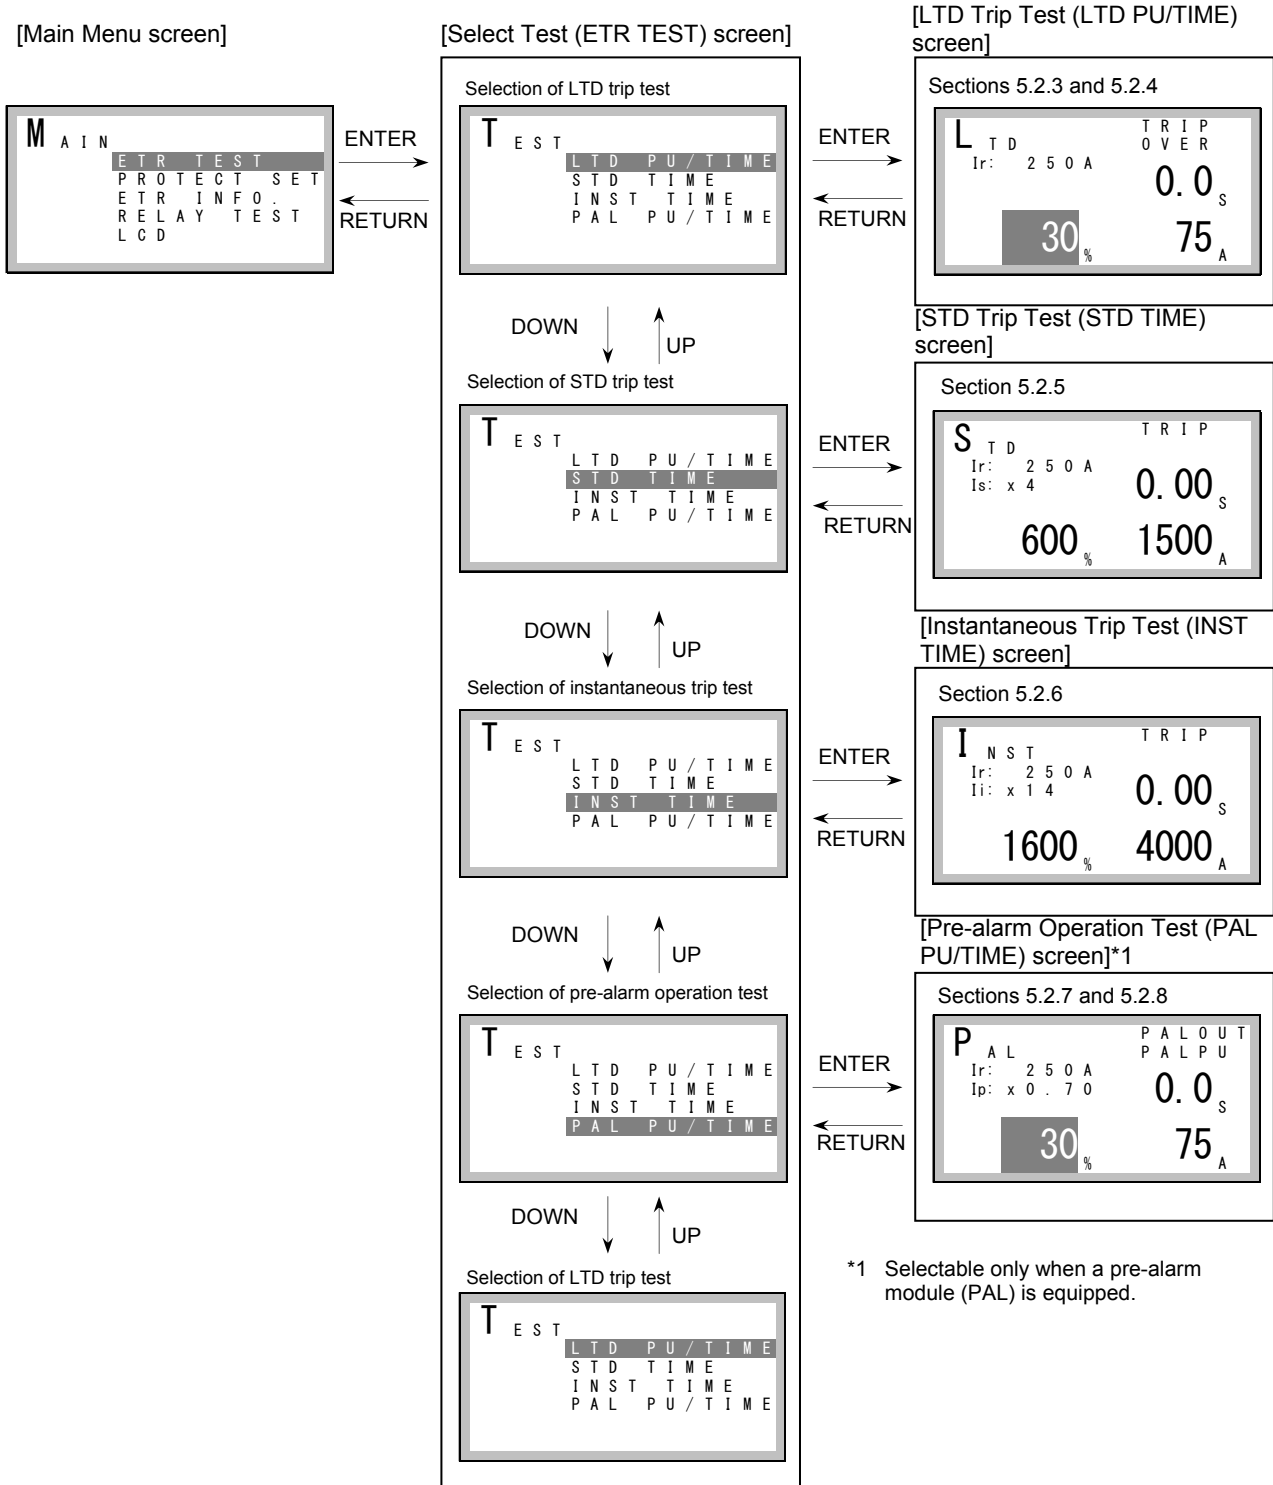 [Main Menu screen]
M AIN
ETR TEST
PROTECT SET
ETR INFO.
RELAY TEST
LCD
ENTER
RETURN
[Select Test (ETR TEST) screen]
Selection of LTD trip test
T EST
LTD PU/TIME
STD TIME
INST TIME
PAL PU/TIME
DOWN
UP
Selection of STD trip test
T EST
LTD PU/TIME
STD TIME
INST TIME
PAL PU/TIME
DOWN
UP
Selection of instantaneous trip test
T EST
LTD PU/TIME
STD TIME
INST TIME
PAL PU/TIME
DOWN
UP
Selection of pre-alarm operation test
T EST
LTD PU/TIME
STD TIME
INST TIME
PAL PU/TIME
DOWN
UP
Selection of LTD trip test
T EST
LTD PU/TIME
STD TIME
INST TIME
PAL PU/TIME
ENTER
RETURN
[LTD Trip Test (LTD PU/TIME)
screen]
Sections 5.2.3 and 5.2.4
L TD
TRIP
OVER
Ir: 250A
0.0 S
30 %
75 A
ENTER
RETURN
[STD Trip Test (STD TIME)
screen]
Section 5.2.5
S TD
TRIP
Ir: 250A
Is: x4
0.00 S
600 %
1500 A
ENTER
RETURN
[Instantaneous Trip Test (INST
TIME) screen]
Section 5.2.6
I NST
TRIP
Ir: 250A
Ii: x14
0.00 S
1600 %
4000 A
ENTER
RETURN
[Pre-alarm Operation Test (PAL
PU/TIME) screen]*1
Sections 5.2.7 and 5.2.8
P AL
PALOUT
PALPU
Ir: 250A
Ip: x0.70
0.0 S
30 %
75 A
*1 Selectable only when a pre-alarm
module (PAL) is equipped.